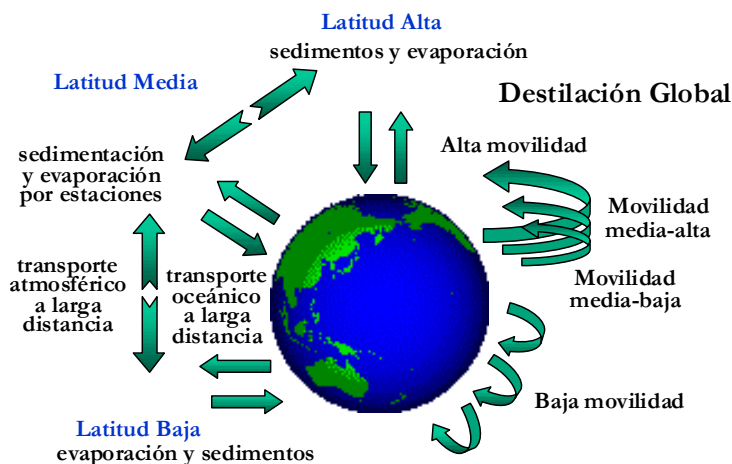 Latitud Alta
sedimentos y evaporación
Latitud Media
Destilación Global
sedimentación
y evaporación
por estaciones
Alta movilidad
Movilidad
media-alta
Movilidad
media-baja
transporte
atmosférico
a larga
distancia
transporte
oceánico
a larga
distancia
Baja movilidad
Latitud Baja
evaporación y sedimentos